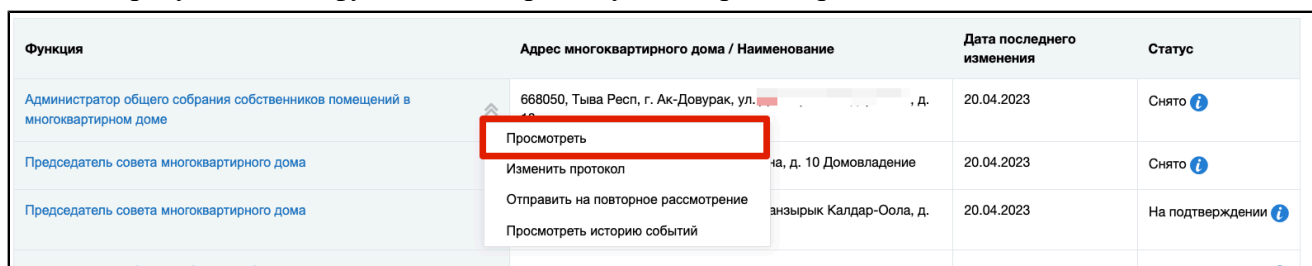 Функция
Адрес многоквартирного дома / Наименование
Дата последнего
изменения
Статус
Администратор общего собрания собственников помещений в
многоквартирном доме
668050, Тыва Респ, г. Ак-Довурак, ул. , д.
20.04.2023
Снято
Просмотреть
Председатель совета многоквартирного дома
Изменить протокол
на, д. 10 Домовладение
20.04.2023
Снято
Отправить на повторное рассмотрение
Председатель совета многоквартирного дома
анзырык Калдар-Оола, д.
20.04.2023
На подтверждении
Просмотреть историю событий